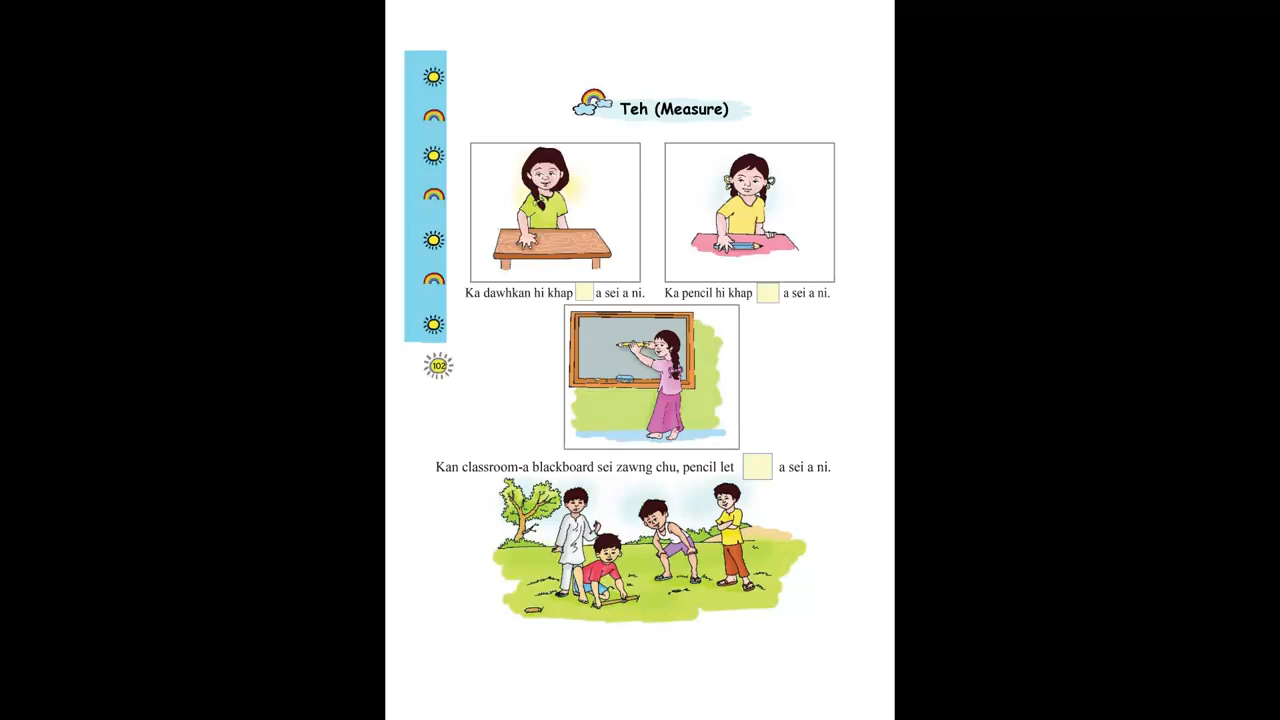 Teh (Measure)
Ka dawhkan hi khap a sei a ni.
Ka pencil hi khap a sei a ni.
102
Kan classroom-a blackboard sei zawng chu, pencil let a sei a ni.